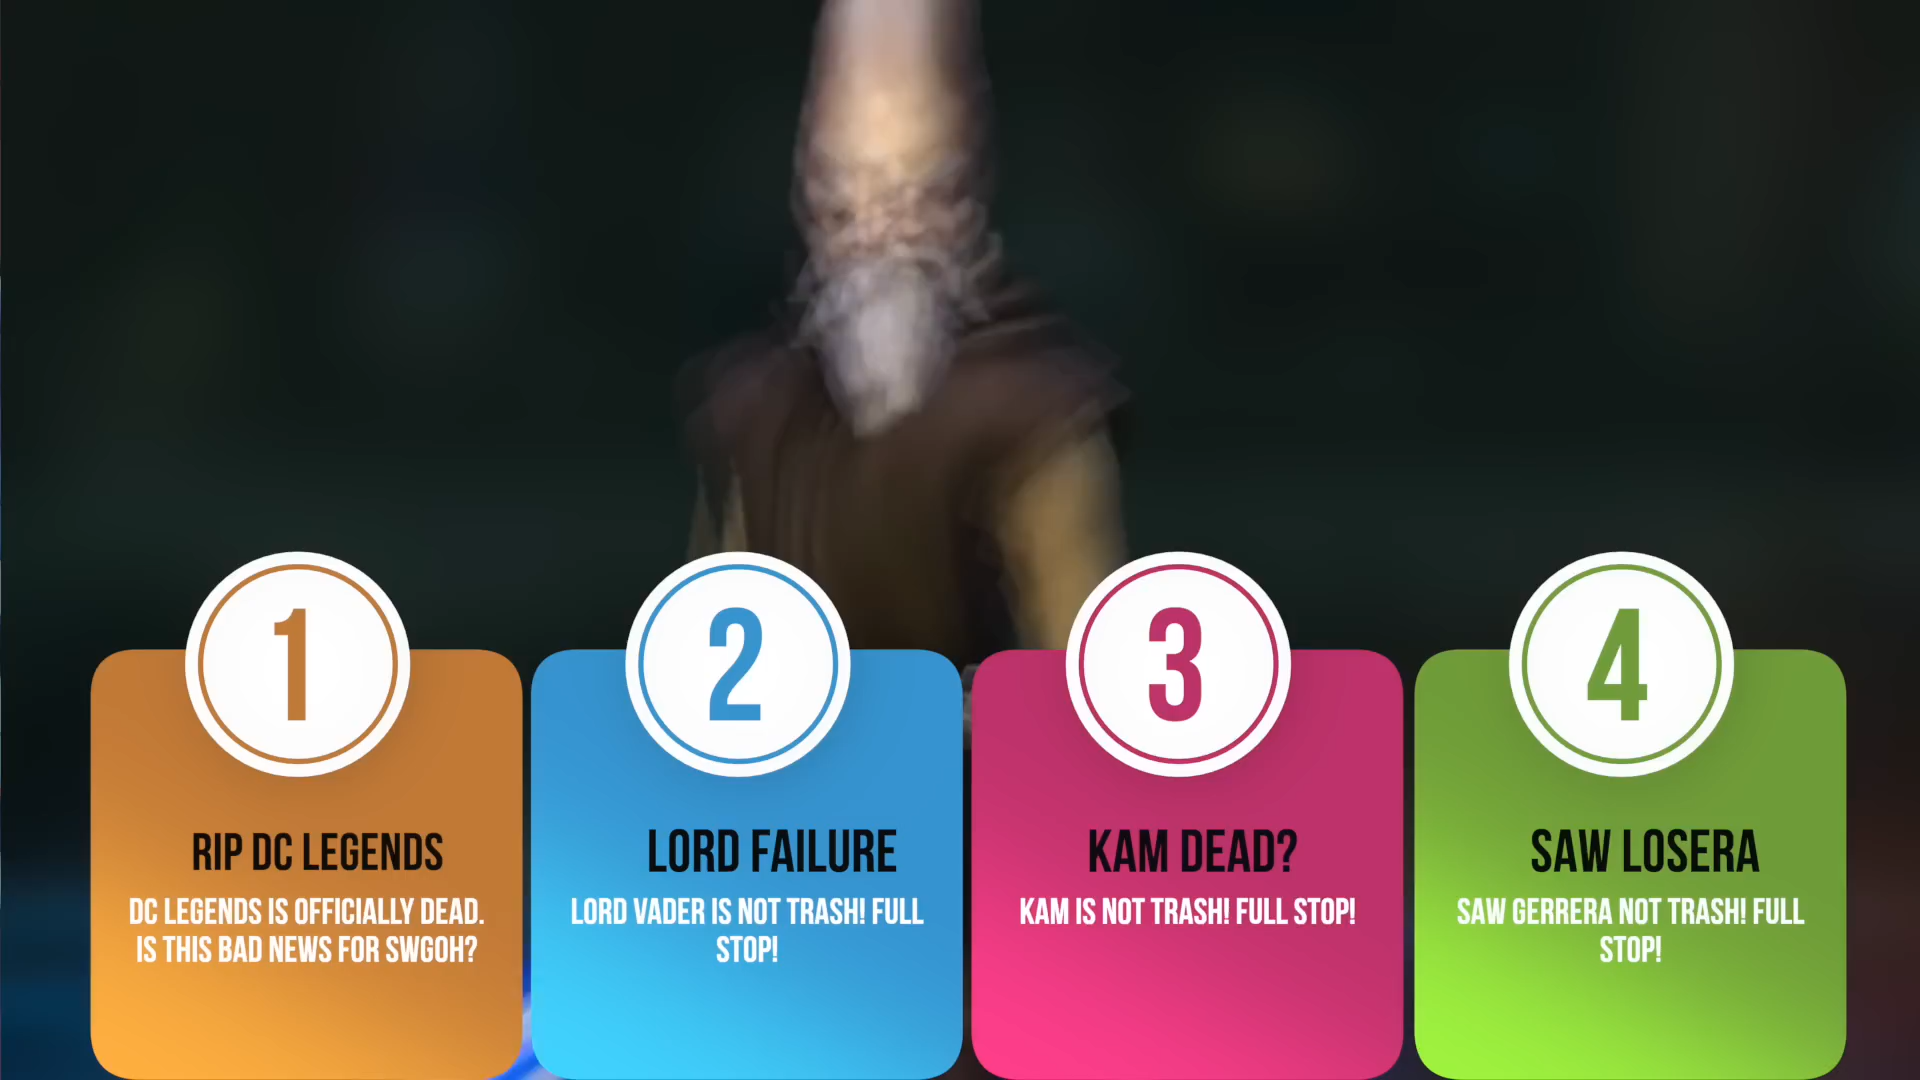 1
RIP DC LEGENDS
DC LEGENDS IS OFFICIALLY DEAD.
IS THIS BAD NEWS FOR SWGOH?
2
LORD FAILURE
LORD VADER IS NOT TRASH! FULL
STOP!
3
KAM DEAD?
KAM IS NOT TRASH! FULL STOP!
4
SAW LOSERA
SAW GERRERA NOT TRASH! FULL
STOP!